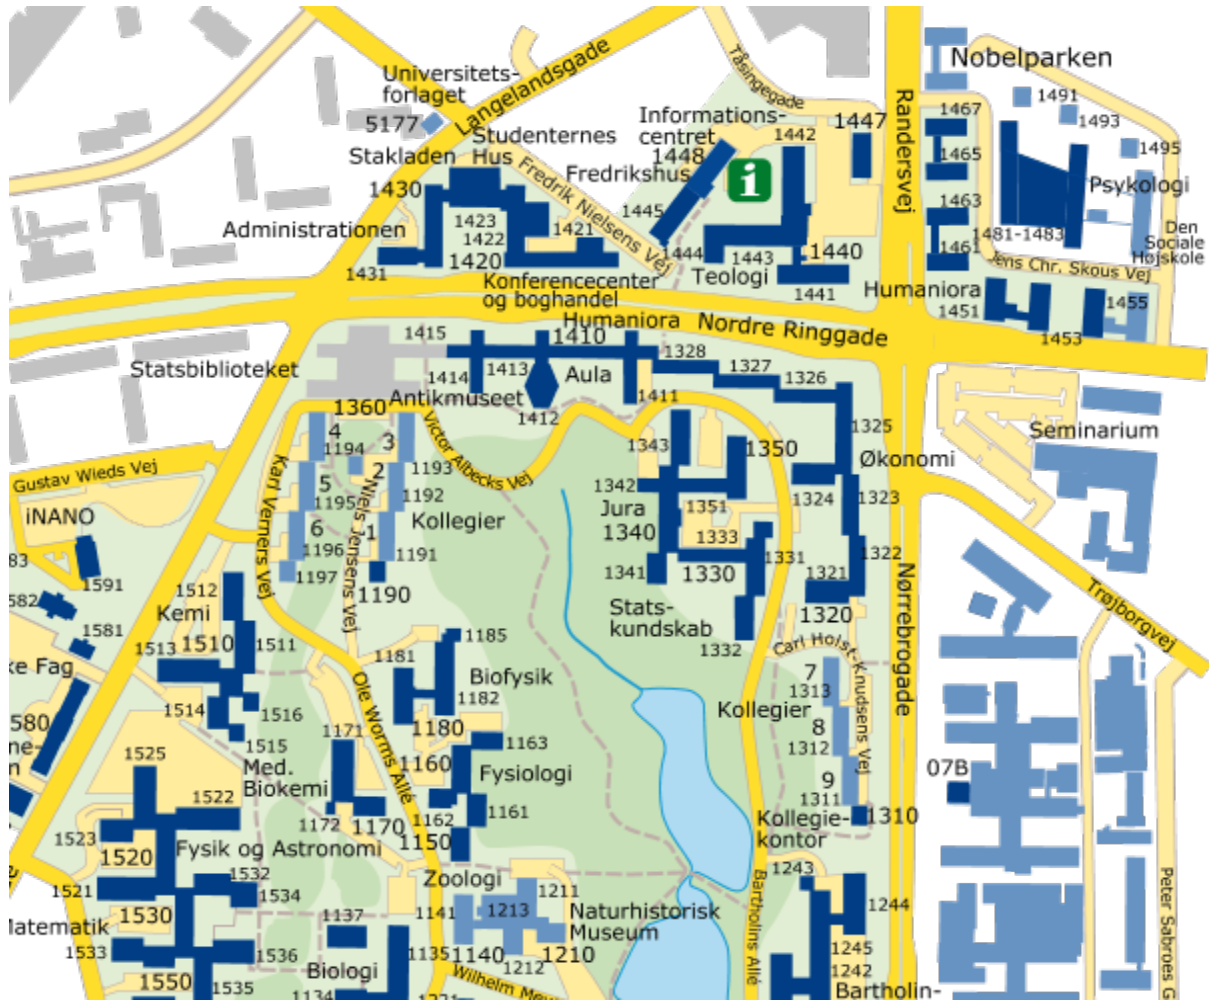 Nobelparken
Universitets-
forlaget
5177
Langelandsgade
Tåsingegade
Randersvej
1491
1493
1495
1467
1465
1463
1461
Informations-
centret
1442
1447
1448
Studenternes
Hus
Stakladen
Fredrikshus
Fredrik Nielsens Vej
i
Psykologi
1481-1483
Den
Sociale
Højskole
Jens Chr. Skous Vej
1430
Administrationen
1423
1422
1421
1420
1431
1445
1444
1443
1440
1441
Teologi
Konferencecenter
og boghandel
Humaniora
1451
1453
1455
Humaniora
Nordre Ringgade
1415
1410
1328
1327
1326
1325
Statsbiblioteket
1414
1413
Aula
Antikmuseet
1412
1411
1360
4
3
1194
1193
2
5
1195
1192
6
1
1196
1191
1197
1190
Kollegier
Victor Albecks Vej
Karl Verners Vej
Niels Jensens Vej
Gustav Wieds Vej
iNANO
83
1591
582
1581
ke Fag
580
ne-
n
1343
1350
1342
1351
Jura
1340
1333
1341
1330
1331
Stats-
kundskab
1332
Økonomi
1324
1323
1322
1321
1320
Seminarium
Trøjborgvej
Nørrebrogade
Carl Holst-Knudsens Vej
1512
Kemi
1510
1511
1513
1514
1516
1515
1185
1181
Biofysik
1182
1180
Ole Worms Allé
1171
Med.
Biokemi
1172
1170
1163
1160
Fysiologi
1162
1161
1150
7
1313
Kollegier
8
1312
9
1311
1310
Kollegie-
kontor
07B
1525
1522
1523
1520
Fysik og Astronomi
1521
1532
1534
1530
Matematik
1533
1536
1550
1535
1137
Biologi
1134
1135
Zoologi
1141
1140
1211
1213
1210
1212
Naturhistorisk
Museum
1243
1244
1245
1242
Bartholins Allé
Bartholin-
Peter Sabroes G